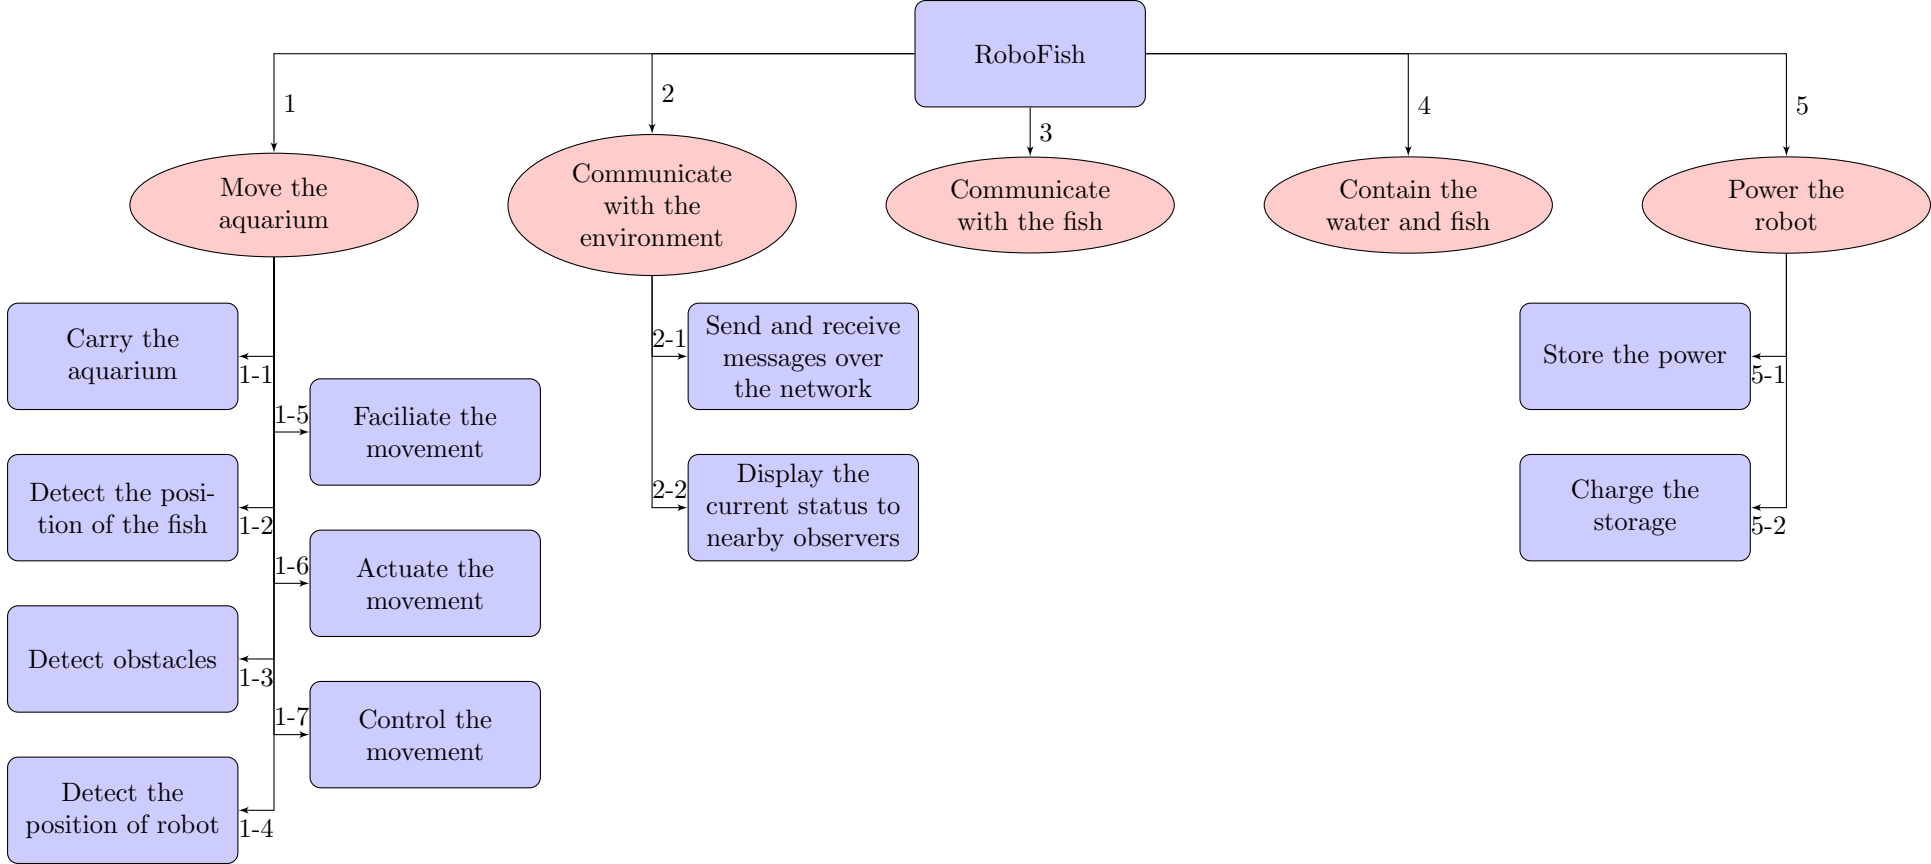 RoboFish
1
2
3
4
5
Move the
aquarium
Communicate
with the
environment
Communicate
with the fish
Contain the
water and fish
Power the
robot
Carry the
aquarium
1-1
1-5
Faciliate the
movement
Detect the posi-
tion of the fish
1-2
1-6
Actuate the
movement
Detect obstacles
1-3
1-7
Control the
movement
Detect the
position of robot
1-4
2-1
Send and receive
messages over
the network
2-2
Display the
current status to
nearby observers
Store the power
5-1
Charge the
storage
5-2